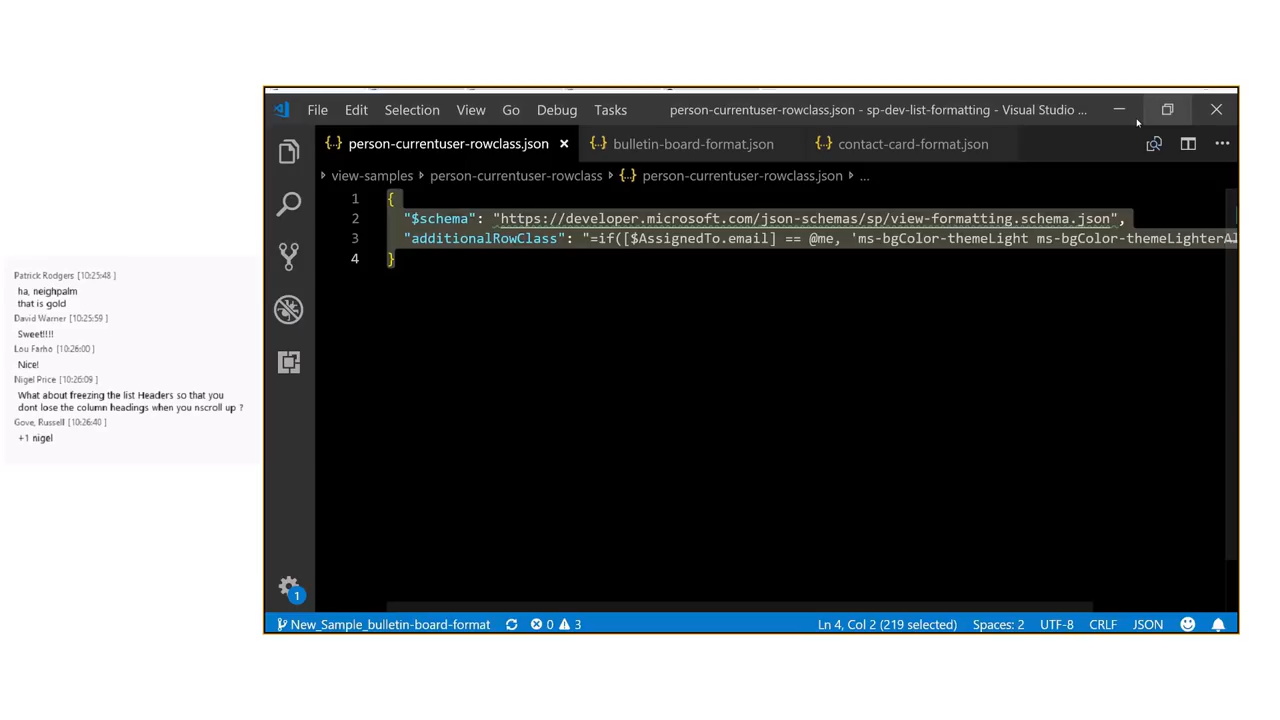 Patrick Rodgers [10:25:48 ]
ha, neighpalm
that is gold
David Warner [10:25:59 ]
Sweet!!!!
Lou Farho [10:26:00 ]
Nice!
Nigel Price [10:26:09 ]
What about freezing the list Headers so that you
dont lose the column headings when you nscroll up ?
Gove, Russell [10:26:40 ]
+1 nigel
File Edit Selection View Go Debug Tasks person-currentuser-rowclass.json - sp-dev-list-formatting - Visual Studio ...
person-currentuser-rowclass.json bulletin-board-format.json contact-card-format.json
view-samples person-currentuser-rowclass {..} person-currentuser-rowclass.json ...
1 {
2 "$schema": "https://developer.microsoft.com/json-schemas/sp/view-formatting.schema.json",
3 "additionalRowClass": "=if([$AssignedTo.email] == @me, 'ms-bgColor-themeLight ms-bgColor-themeLighterAl
4 }
1
New_Sample_bulletin-board-format 0 3 Ln 4, Col 2 (219 selected) Spaces: 2 UTF-8 CRLF JSON